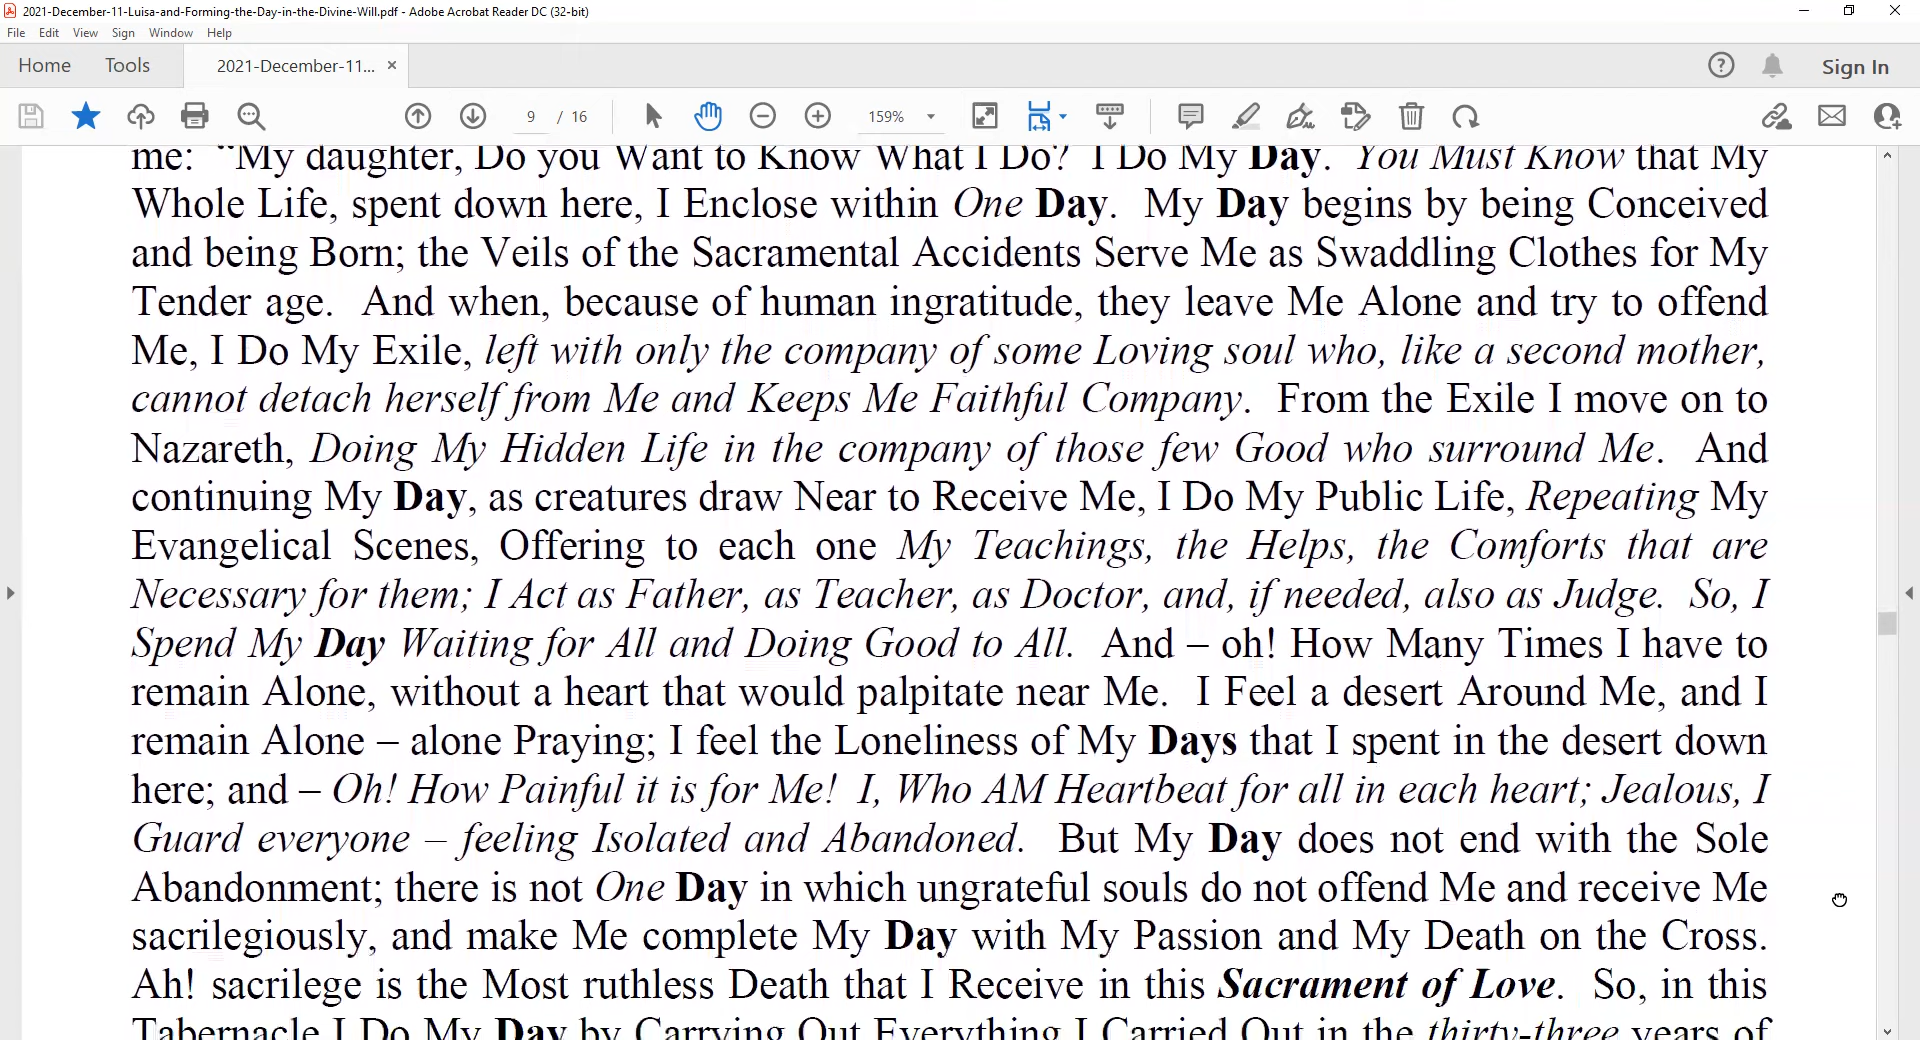 2021-December-11-Luisa-and-Forming-the-Day-in-the-Divine-Will.pdf - Adobe Acrobat Reader DC (32-bit)
File Edit View Sign Window Help
Home Tools 2021-December-11... × Sign In
9 / 16 159%
me: “My daughter, Do you Want to Know What I Do? I Do My Day. You Must Know that My
Whole Life, spent down here, I Enclose within One Day. My Day begins by being Conceived
and being Born; the Veils of the Sacramental Accidents Serve Me as Swaddling Clothes for My
Tender age. And when, because of human ingratitude, they leave Me Alone and try to offend
Me, I Do My Exile, left with only the company of some Loving soul who, like a second mother,
cannot detach herself from Me and Keeps Me Faithful Company. From the Exile I move on to
Nazareth, Doing My Hidden Life in the company of those few Good who surround Me. And
continuing My Day, as creatures draw Near to Receive Me, I Do My Public Life, Repeating My
Evangelical Scenes, Offering to each one My Teachings, the Helps, the Comforts that are
Necessary for them; I Act as Father, as Teacher, as Doctor, and, if needed, also as Judge. So, I
Spend My Day Waiting for All and Doing Good to All. And – oh! How Many Times I have to
remain Alone, without a heart that would palpitate near Me. I Feel a desert Around Me, and I
remain Alone – alone Praying; I feel the Loneliness of My Days that I spent in the desert down
here; and – Oh! How Painful it is for Me! I, Who AM Heartbeat for all in each heart; Jealous, I
Guard everyone – feeling Isolated and Abandoned. But My Day does not end with the Sole
Abandonment; there is not One Day in which ungrateful souls do not offend Me and receive Me
sacrilegiously, and make Me complete My Day with My Passion and My Death on the Cross.
Ah! sacrilege is the Most ruthless Death that I Receive in this Sacrament of Love. So, in this
Tabernacle I Do My Day by Carrying Out Everything I Carried Out in the thirty-three years of